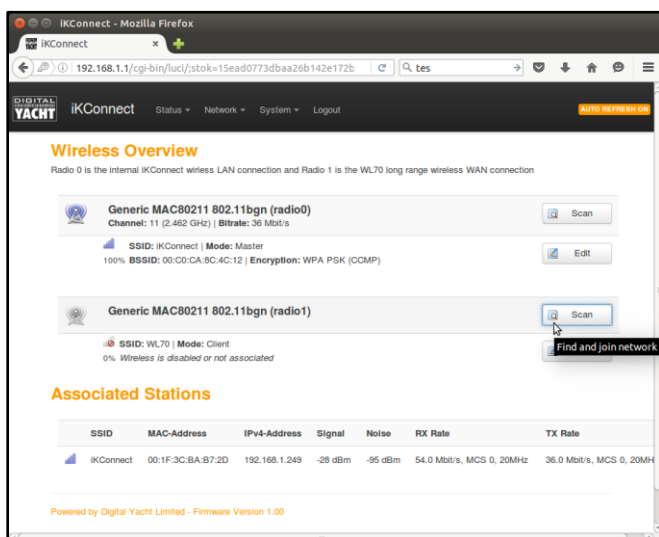 iKConnect - Mozilla Firefox
iKConnect
192.168.1.1/cgi-bin/luci/;stok=15ead0773dbaa26b142e172b
tes
DIGITAL
YACHT
iKConnect
Status
Network
System
Logout
AUTO REFRESH ON
Wireless Overview
Radio 0 is the internal iKConnect wirless LAN connection and Radio 1 is the WL70 long range wireless WAN connection
Generic MAC80211 802.11bgn (radio0)
Scan
Channel: 11 (2.462 GHz) | Bitrate: 36 Mbit/s
SSID: iKConnect | Mode: Master
Edit
100% BSSID: 00:C0:CA:8C:4C:12 | Encryption: WPA PSK (CCMP)
Generic MAC80211 802.11bgn (radio1)
Scan
SSID: WL70 | Mode: Client
Find and join network
0% Wireless is disabled or not associated
Associated Stations
SSID MAC-Address IPv4-Address Signal Noise RX Rate TX Rate
iKConnect 00:1F:3C:BA:B7:2D 192.168.1.249 -28 dBm -95 dBm 54.0 Mbit/s, MCS 0, 20MHz 36.0 Mbit/s, MCS 0, 20MH
Powered by Digital Yacht Limited - Firmware Version 1.00